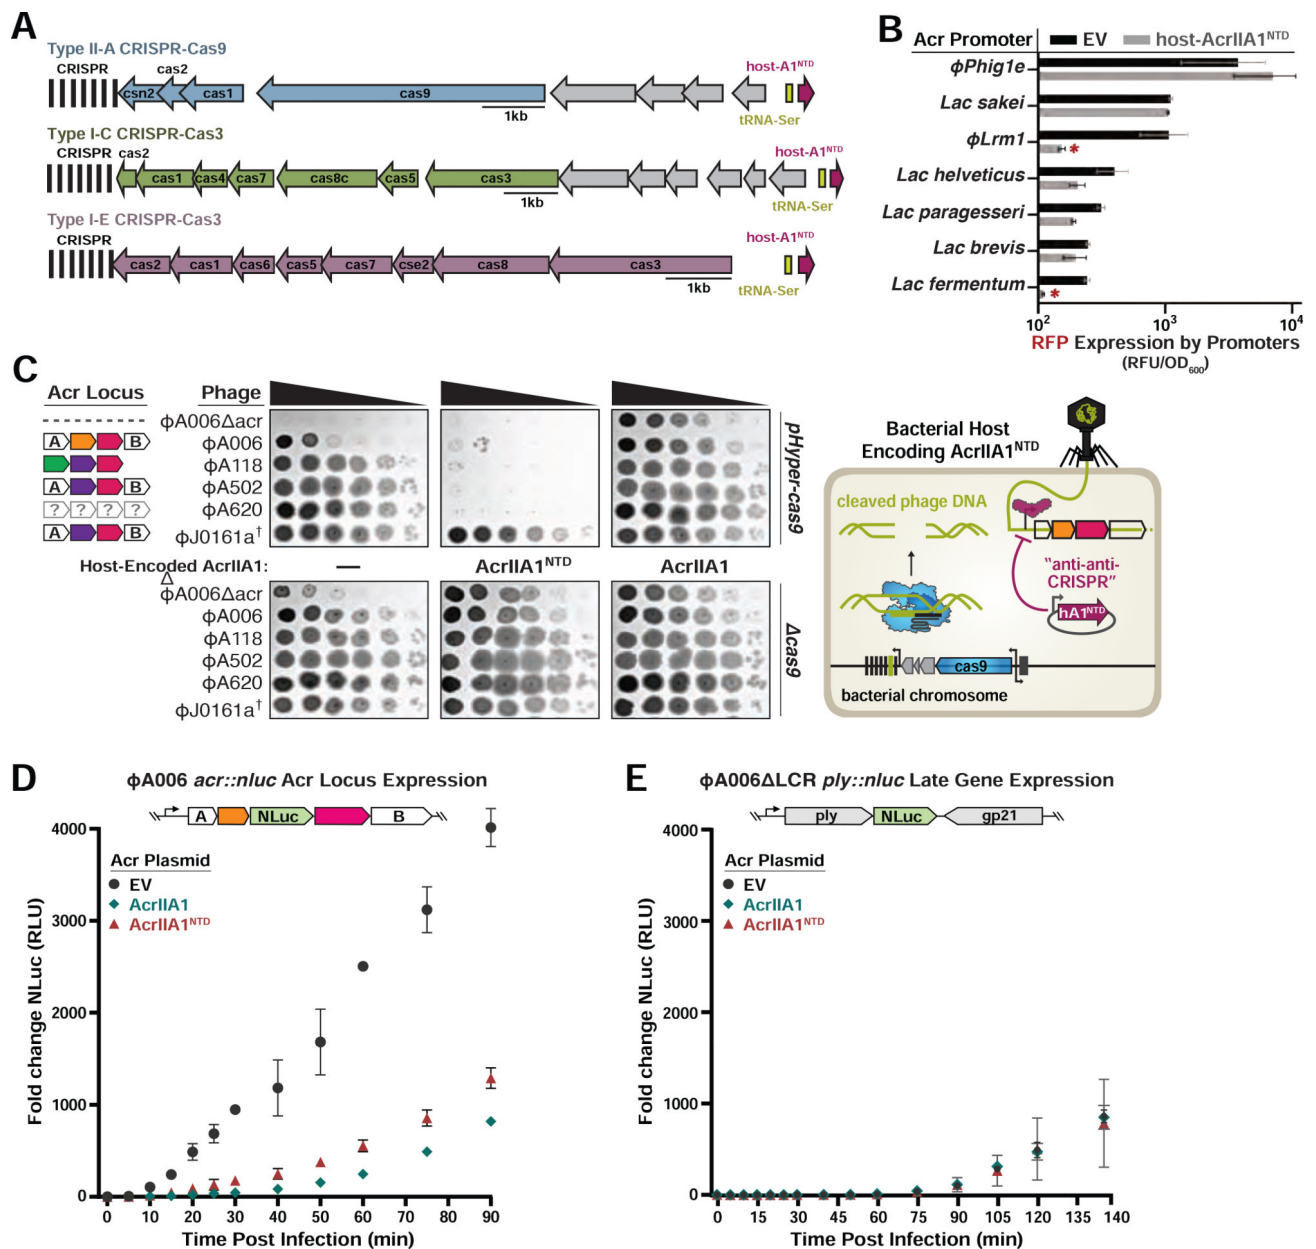 A
Type II-A CRISPR-Cas9
CRISPR
cas2
host-A1NTD
csn2
cas1
cas9
1kb
tRNA-Ser
Type I-C CRISPR-Cas3
CRISPR
cas2
host-A1NTD
cas1
cas4
cas7
cas8c
cas5
cas3
1kb
tRNA-Ser
Type I-E CRISPR-Cas3
CRISPR
host-A1NTD
cas2
cas1
cas6
cas5
cas7
cse2
cas8
cas3
1kb
tRNA-Ser
B
Acr Promoter
EV
host-AcrIIA1NTD
ϕPhig1e
Lac sakei
ϕLrm1
*
Lac helveticus
Lac paragesseri
Lac brevis
Lac fermentum
*
10²
10³
10⁴
RFP Expression by Promoters
(RFU/OD600)
C
Acr Locus
Phage
ϕA006Δacr
A B ϕA006
ϕA118
A B ϕA502
? ? ? ? ϕA620
A B ϕJ0161a†
pHyper-cas9
Host-Encoded AcrIIA1:
—
AcrIIA1NTD
AcrIIA1
Δ
ϕA006Δacr
ϕA006
ϕA118
ϕA502
ϕA620
ϕJ0161a†
Δcas9
Bacterial Host
Encoding AcrIIA1NTD
cleaved phage DNA
"anti-anti-
CRISPR"
hA1NTD
cas9
bacterial chromosome
D
ϕA006 acr::nluc Acr Locus Expression
A
NLuc
B
Acr Plasmid
EV
AcrIIA1
AcrIIA1NTD
Fold change NLuc (RLU)
4000
3000
2000
1000
0
0 10 20 30 40 50 60 70 80 90
Time Post Infection (min)
E
ϕA006ΔLCR ply::nluc Late Gene Expression
ply
NLuc
gp21
Acr Plasmid
EV
AcrIIA1
AcrIIA1NTD
Fold change NLuc (RLU)
4000
3000
2000
1000
0
0 15 30 45 60 75 90 105 120 135 140
Time Post Infection (min)